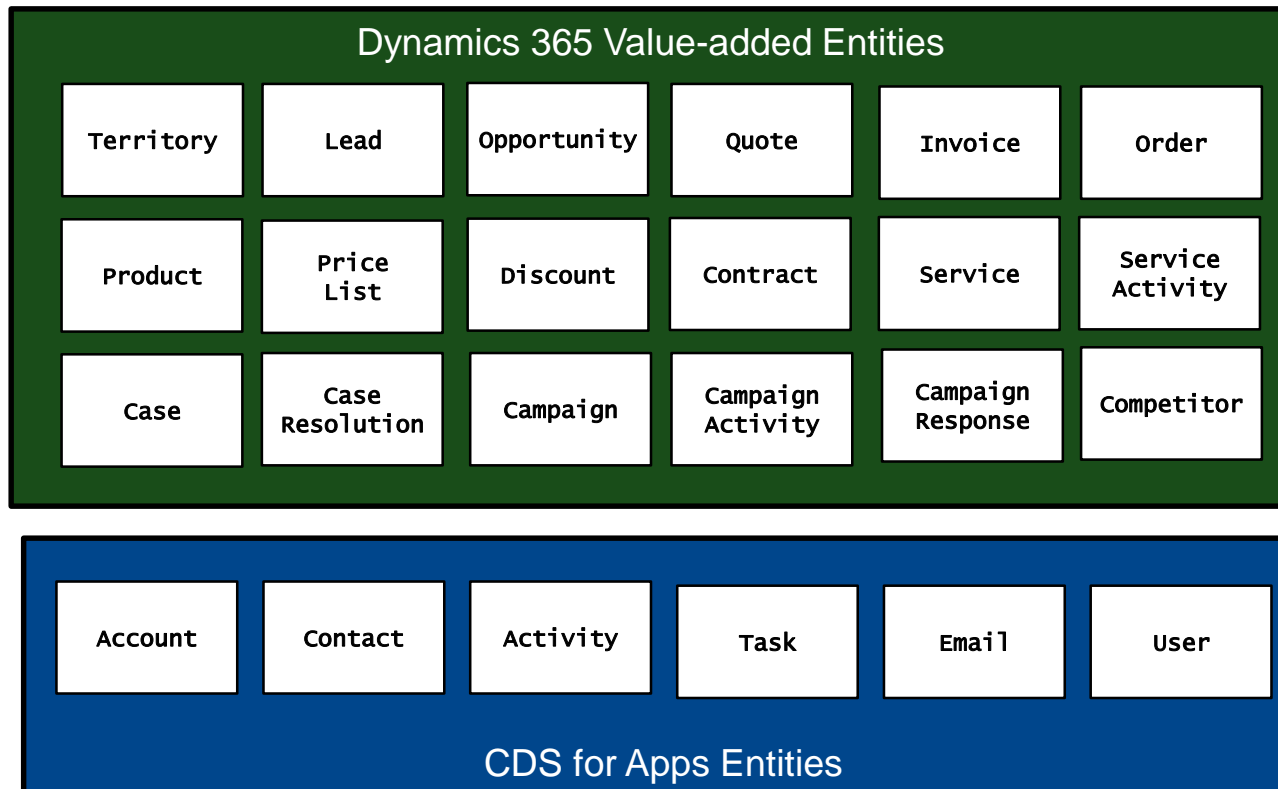 Dynamics 365 Value-added Entities
Territory
Lead
Opportunity
Quote
Invoice
Order
Product
Price
List
Discount
Contract
Service
Service
Activity
Case
Case
Resolution
Campaign
Campaign
Activity
Campaign
Response
Competitor
Account
Contact
Activity
Task
Email
User
CDS for Apps Entities